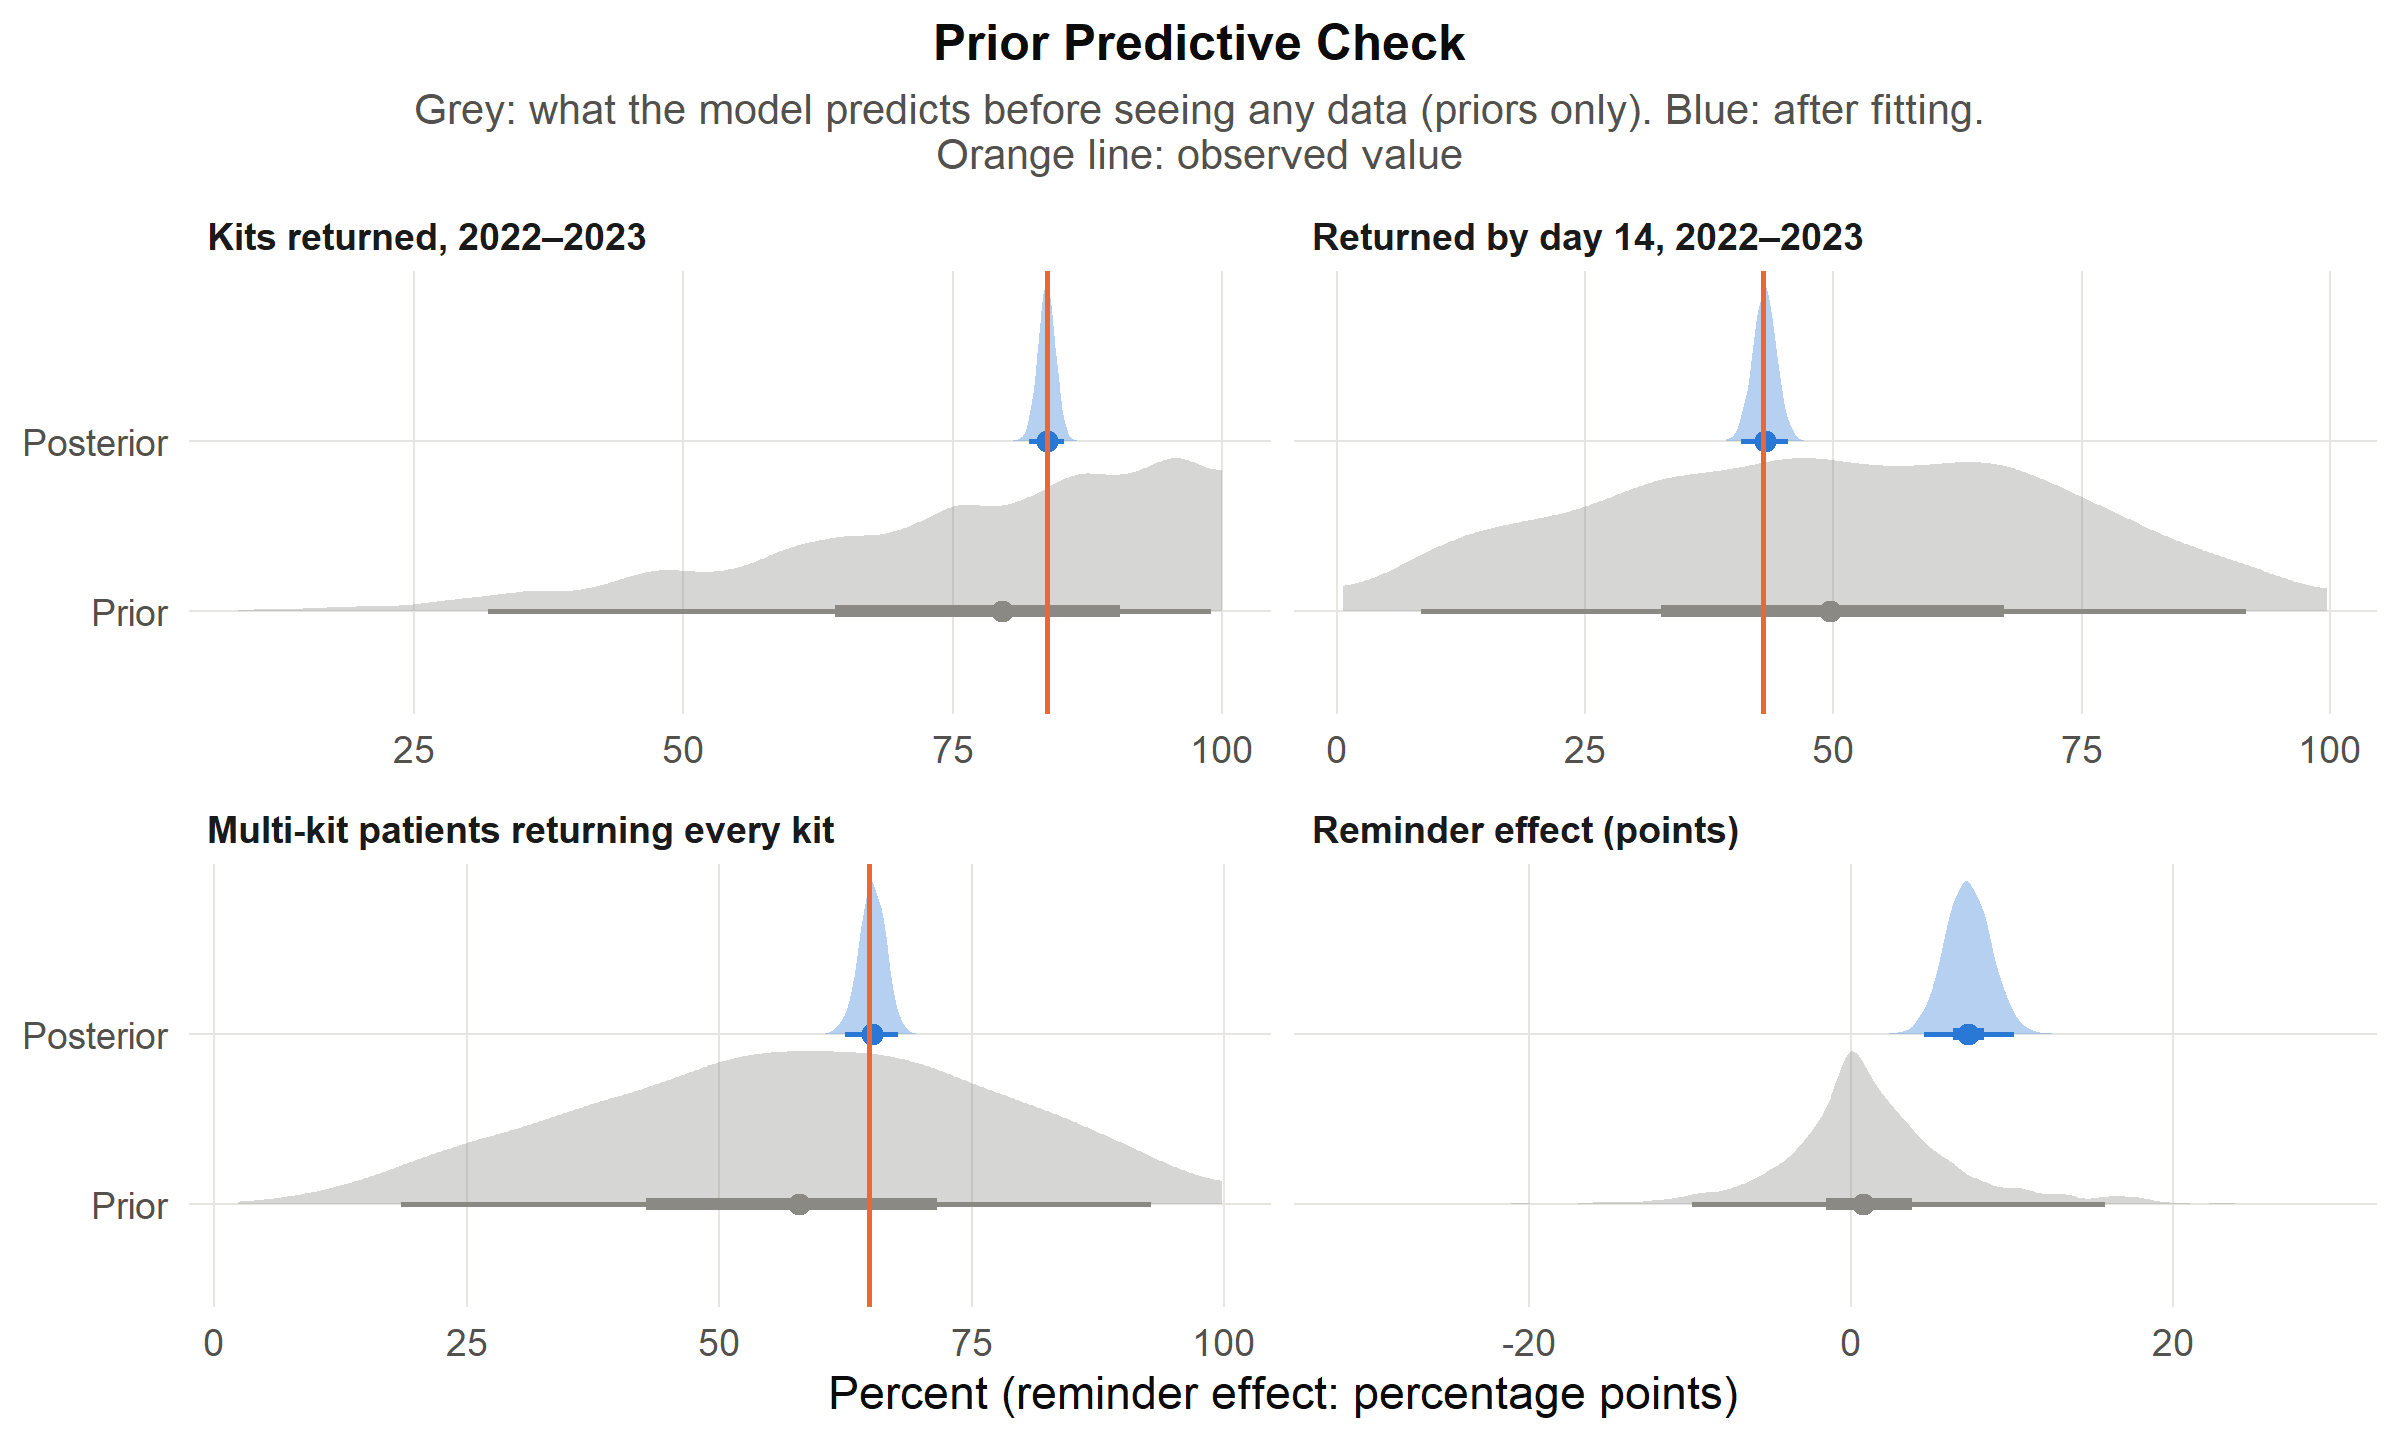 Prior Predictive Check
Grey: what the model predicts before seeing any data (priors only). Blue: after fitting.
Orange line: observed value
Kits returned, 2022–2023
Returned by day 14, 2022–2023
Posterior
Prior
25 50 75 100
0 25 50 75 100
Multi-kit patients returning every kit
Reminder effect (points)
Posterior
Prior
0 25 50 75 100
-20 0 20
Percent (reminder effect: percentage points)